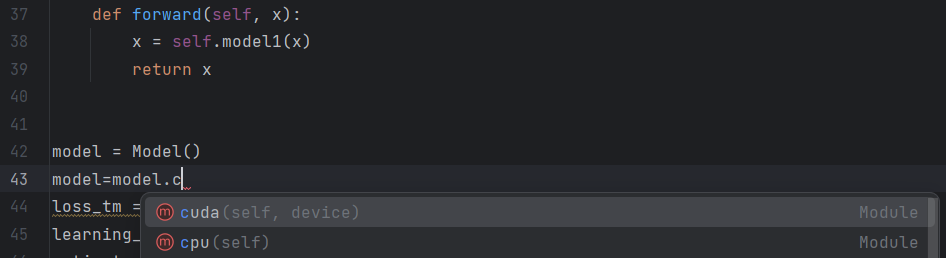 37 def forward(self, x):
38 x = self.model1(x)
39 return x
40
41
42 model = Model()
43 model=model.c
44 loss_tm =
cuda(self, device) Module
45 learning_
cpu(self) Module